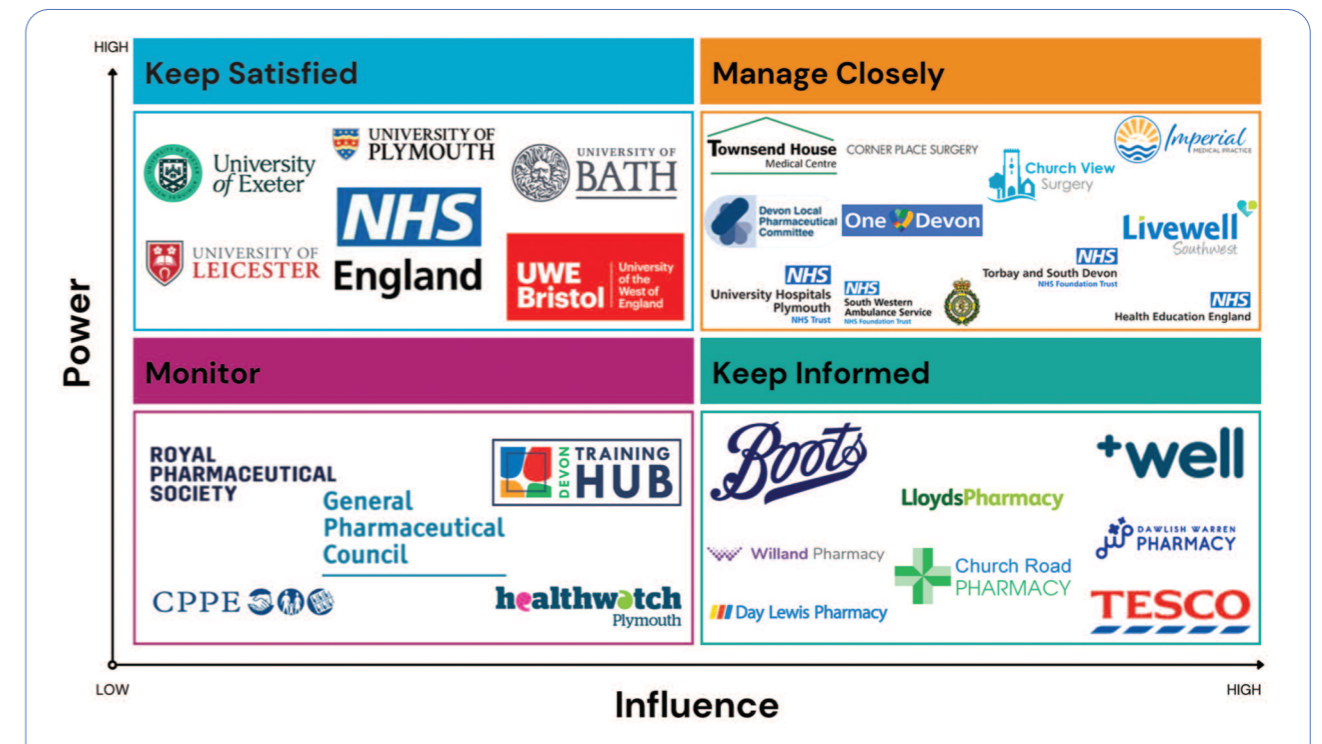 HIGH
Keep Satisfied
Manage Closely
University
of Exeter
UNIVERSITY OF
PLYMOUTH
UNIVERSITY OF
BATH
UNIVERSITY OF
LEICESTER
NHS
England
UWE
Bristol
University
of the
West of
England
Townsend House
Medical Centre
CORNER PLACE SURGERY
Church View
Surgery
Imperial
MEDICAL PRACTICE
Devon Local
Pharmaceutical
Committee
One Devon
Livewell
Southwest
NHS
University Hospitals
Plymouth
NHS Trust
NHS
South Western
Ambulance Service
NHS Foundation Trust
NHS
Torbay and South Devon
NHS Foundation Trust
NHS
Health Education England
Power
Monitor
Keep Informed
ROYAL
PHARMACEUTICAL
SOCIETY
General
Pharmaceutical
Council
DEVON
TRAINING
HUB
CPPE
healthwatch
Plymouth
Boots
LloydsPharmacy
+well
Willand Pharmacy
Church Road
PHARMACY
DAWLISH WARREN
PHARMACY
Day Lewis Pharmacy
TESCO
LOW
Influence
HIGH